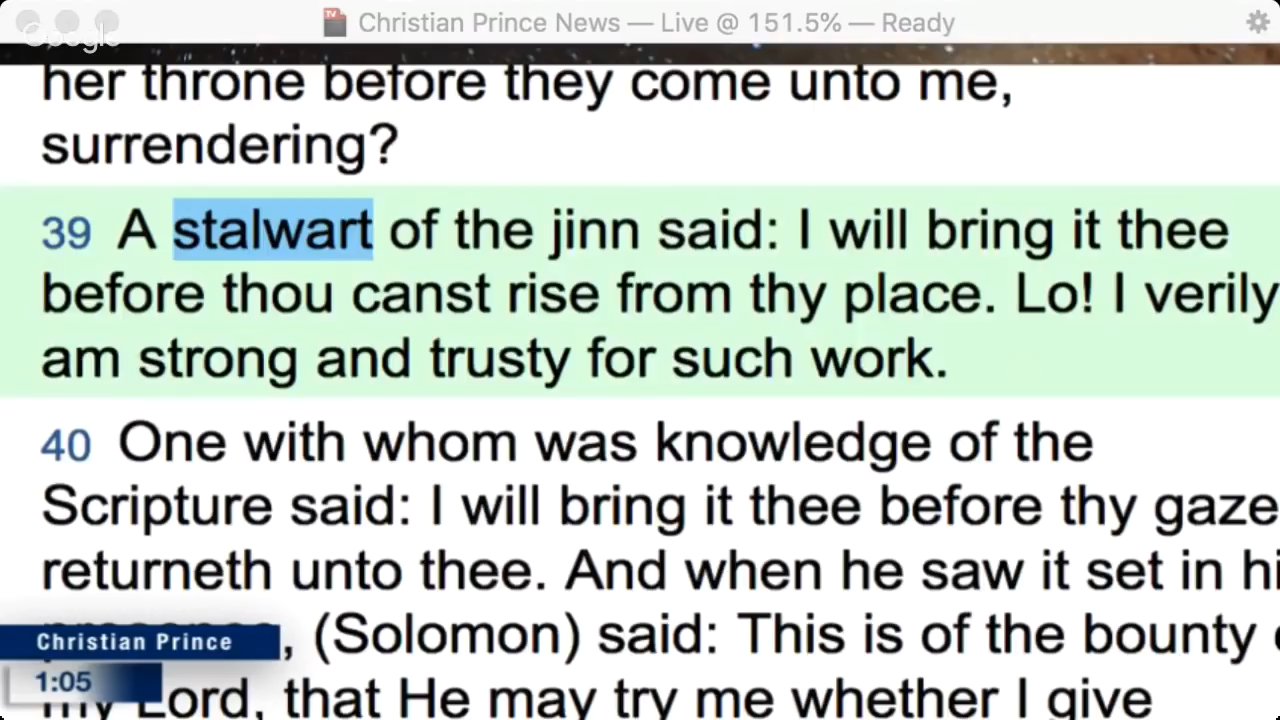 Christian Prince News — Live @ 151.5% — Ready
Google
her throne before they come unto me,
surrendering?
39 A stalwart of the jinn said: I will bring it thee
before thou canst rise from thy place. Lo! I verily
am strong and trusty for such work.
40 One with whom was knowledge of the
Scripture said: I will bring it thee before thy gaze
returneth unto thee. And when he saw it set in
, (Solomon) said: This is of the bounty
Lord, that He may try me whether I give
Christian Prince
1:05